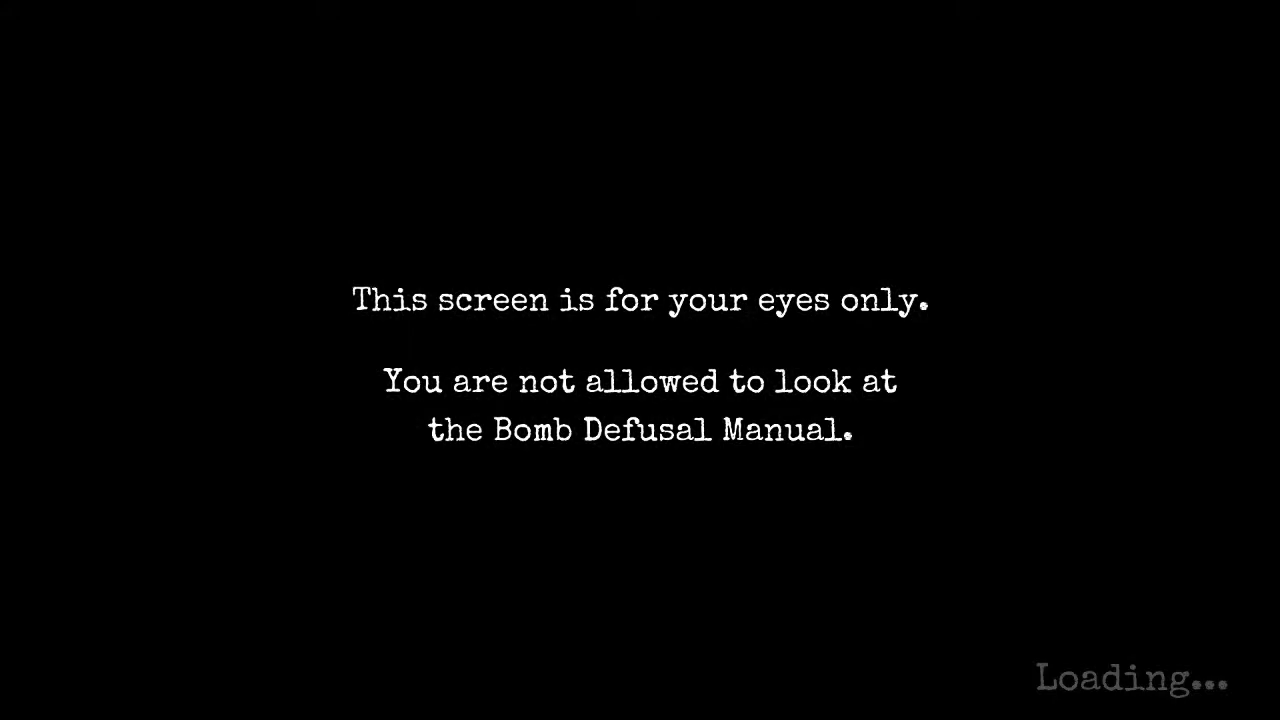 This screen is for your eyes only.
You are not allowed to look at
the Bomb Defusal Manual.
Loading...